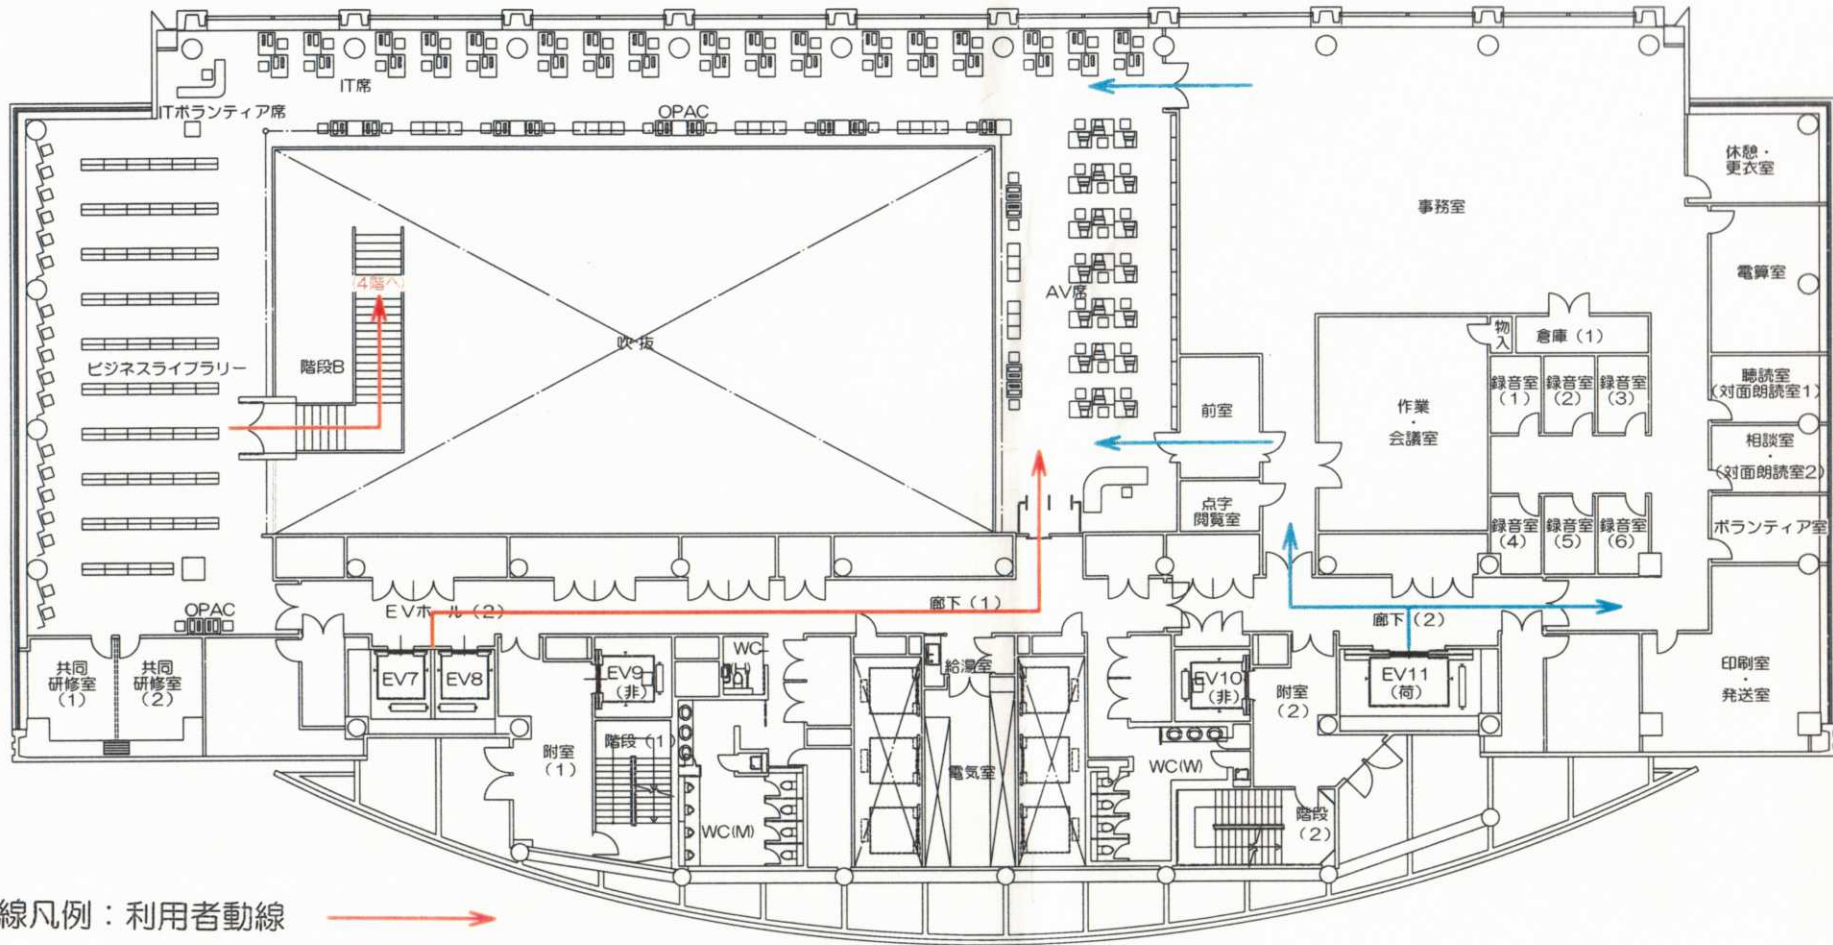 IT席
ITボランティア席
OPAC
休憩・
更衣室
事務室
電算室
4階へ
AV席
吹抜
物
入
倉庫(1)
ビジネスライブラリー
階段B
録音室
(1)
録音室
(2)
録音室
(3)
聴読室
(対面朗読室1)
前室
作業
・
会議室
相談室
・
(対面朗読室2)
点字
閲覧室
録音室
(4)
録音室
(5)
録音室
(6)
ボランティア室
OPAC
EVホール(2)
廊下(1)
廊下(2)
共同
研修室
(1)
共同
研修室
(2)
EV7
EV8
EV9
(非)
WC
(H)
給湯室
EV10
(非)
附室
(2)
EV11
(荷)
印刷室
・
発送室
附室
(1)
階段(1)
電気室
WC(W)
WC(M)
階段
(2)
線凡例：利用者動線